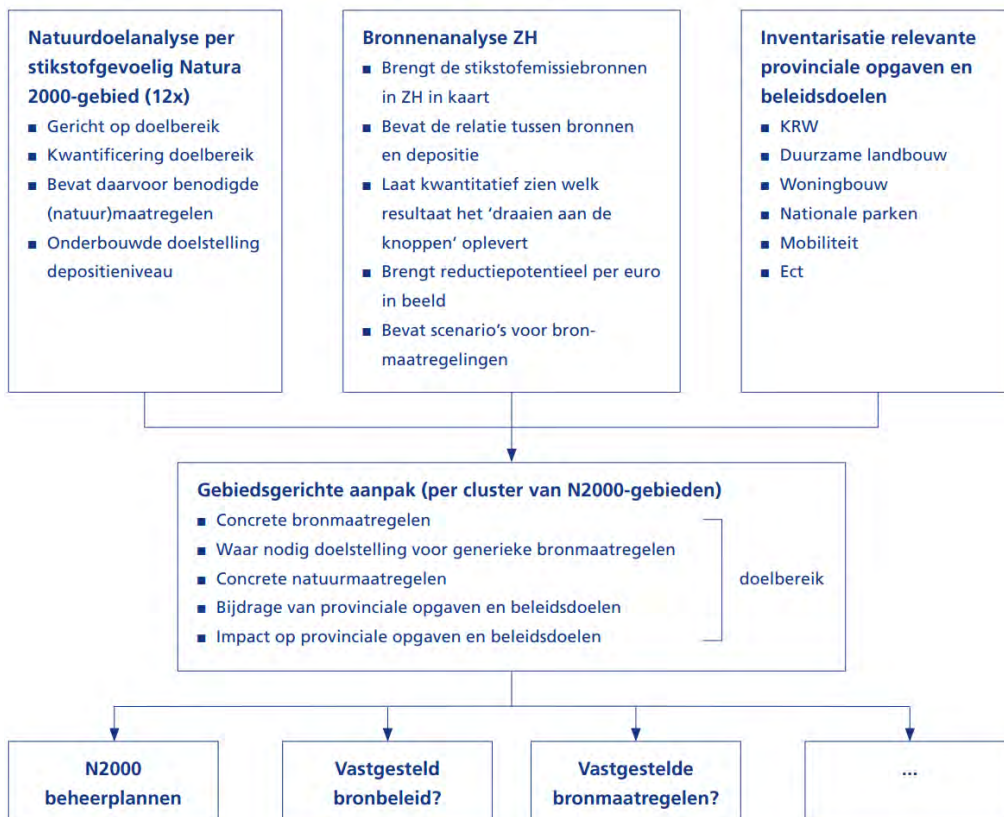 Natuurdoelanalyse per
stikstofgevoelig Natura
2000-gebied (12x)
■ Gericht op doelbereik
■ Kwantificering doelbereik
■ Bevat daarvoor benodigde
(natuur)maatregelen
■ Onderbouwde doelstelling
depositieniveau
Bronnenanalyse ZH
■ Brengt de stikstofemissiebronnen
in ZH in kaart
■ Bevat de relatie tussen bronnen
en depositie
■ Laat kwantitatief zien welk
resultaat het ‘draaien aan de
knoppen’ oplevert
■ Brengt reductiepotentieel per euro
in beeld
■ Bevat scenario’s voor bron-
maatregelingen
Inventarisatie relevante
provinciale opgaven en
beleidsdoelen
■ KRW
■ Duurzame landbouw
■ Woningbouw
■ Nationale parken
■ Mobiliteit
■ Ect
Gebiedsgerichte aanpak (per cluster van N2000-gebieden)
■ Concrete bronmaatregelen
■ Waar nodig doelstelling voor generieke bronmaatregelen
■ Concrete natuurmaatregelen
■ Bijdrage van provinciale opgaven en beleidsdoelen
■ Impact op provinciale opgaven en beleidsdoelen
doelbereik
N2000
beheerplannen
Vastgesteld
bronbeleid?
Vastgestelde
bronmaatregelen?
...